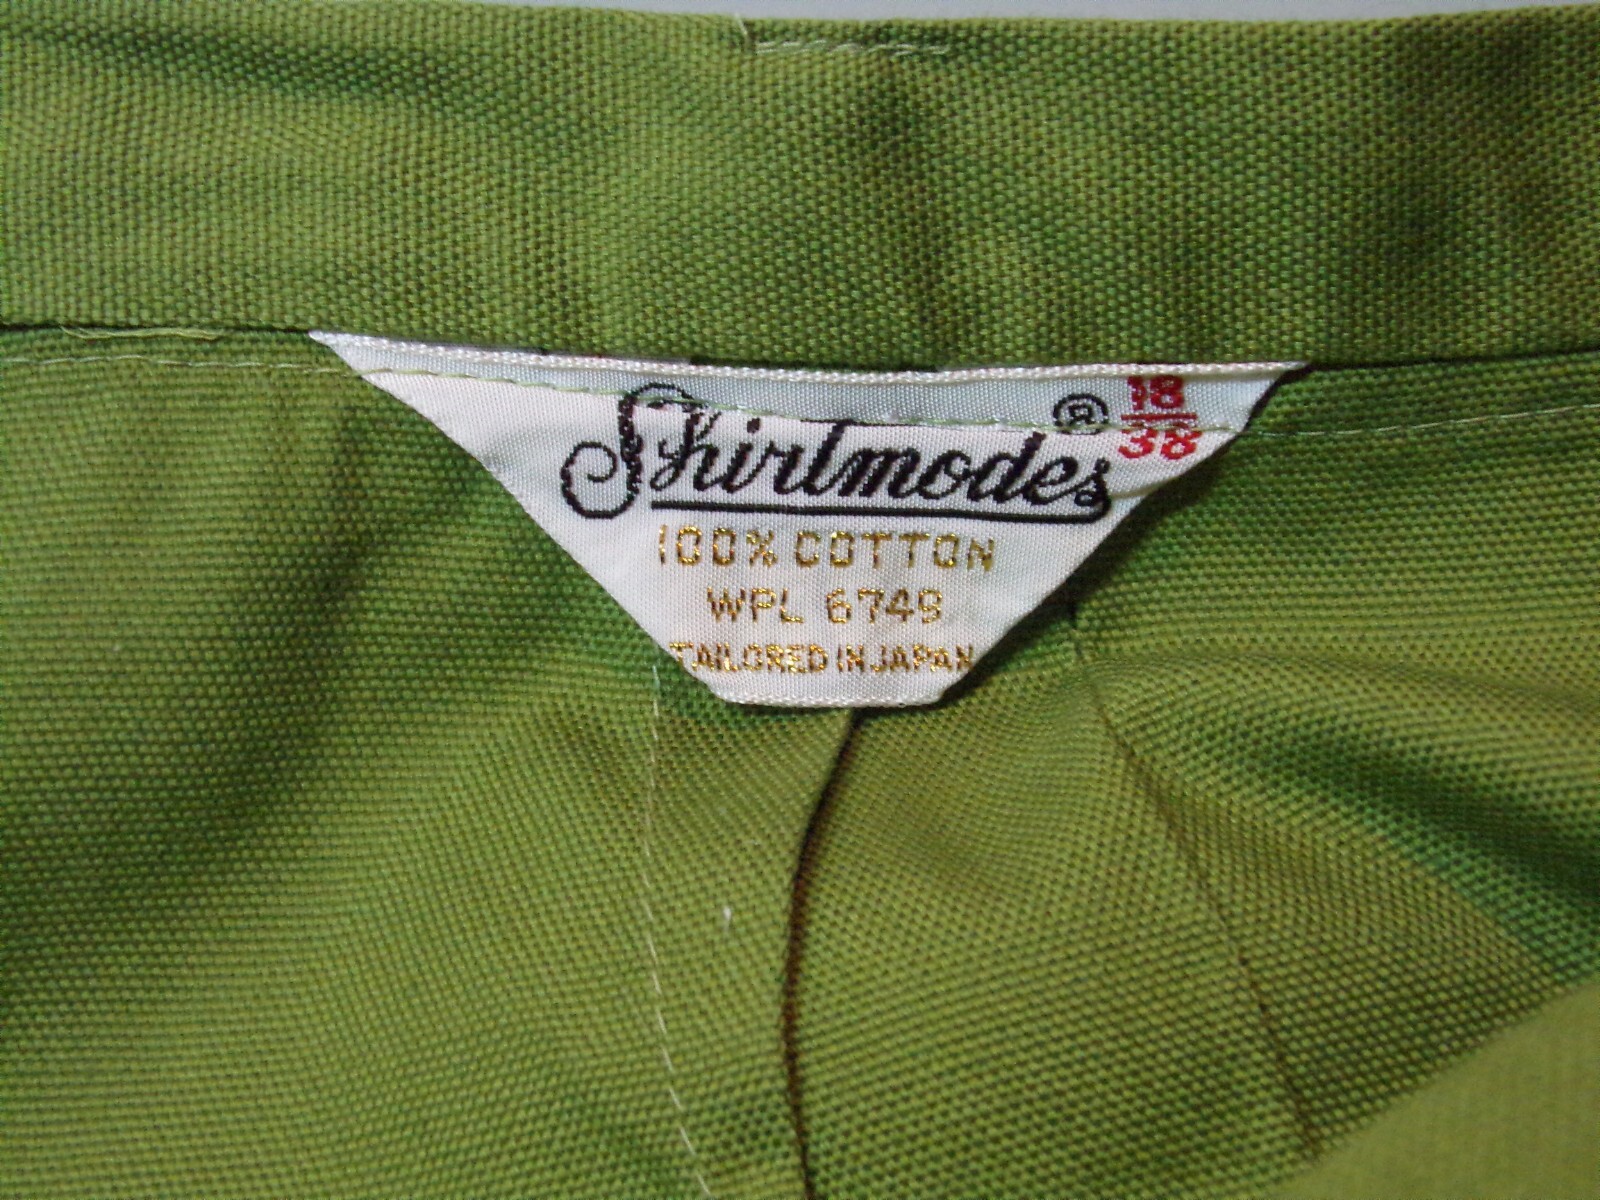 Shirtmodes ® 18/38
100% COTTON
WPL 6749
TAILORED IN JAPAN